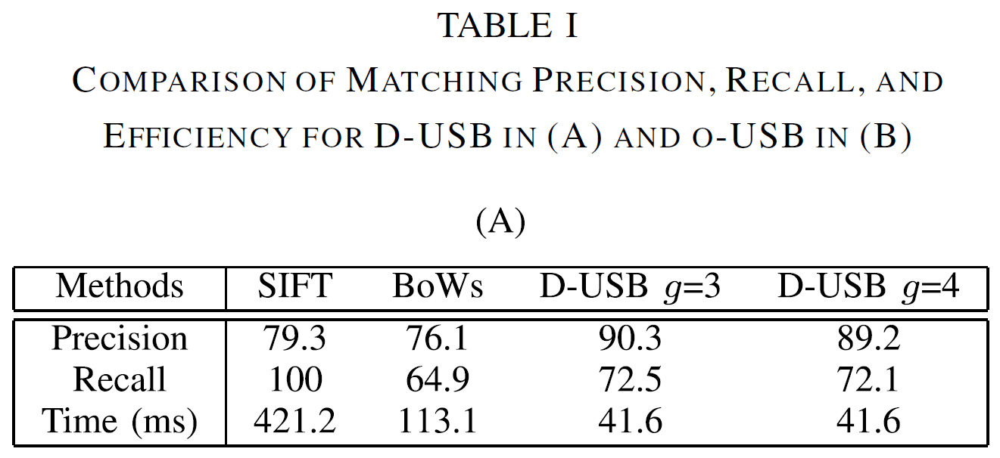 TABLE I
COMPARISON OF MATCHING PRECISION, RECALL, AND
EFFICIENCY FOR D-USB IN (A) AND O-USB IN (B)
(A)
Methods SIFT BoWs D-USB g=3 D-USB g=4
Precision 79.3 76.1 90.3 89.2
Recall 100 64.9 72.5 72.1
Time (ms) 421.2 113.1 41.6 41.6